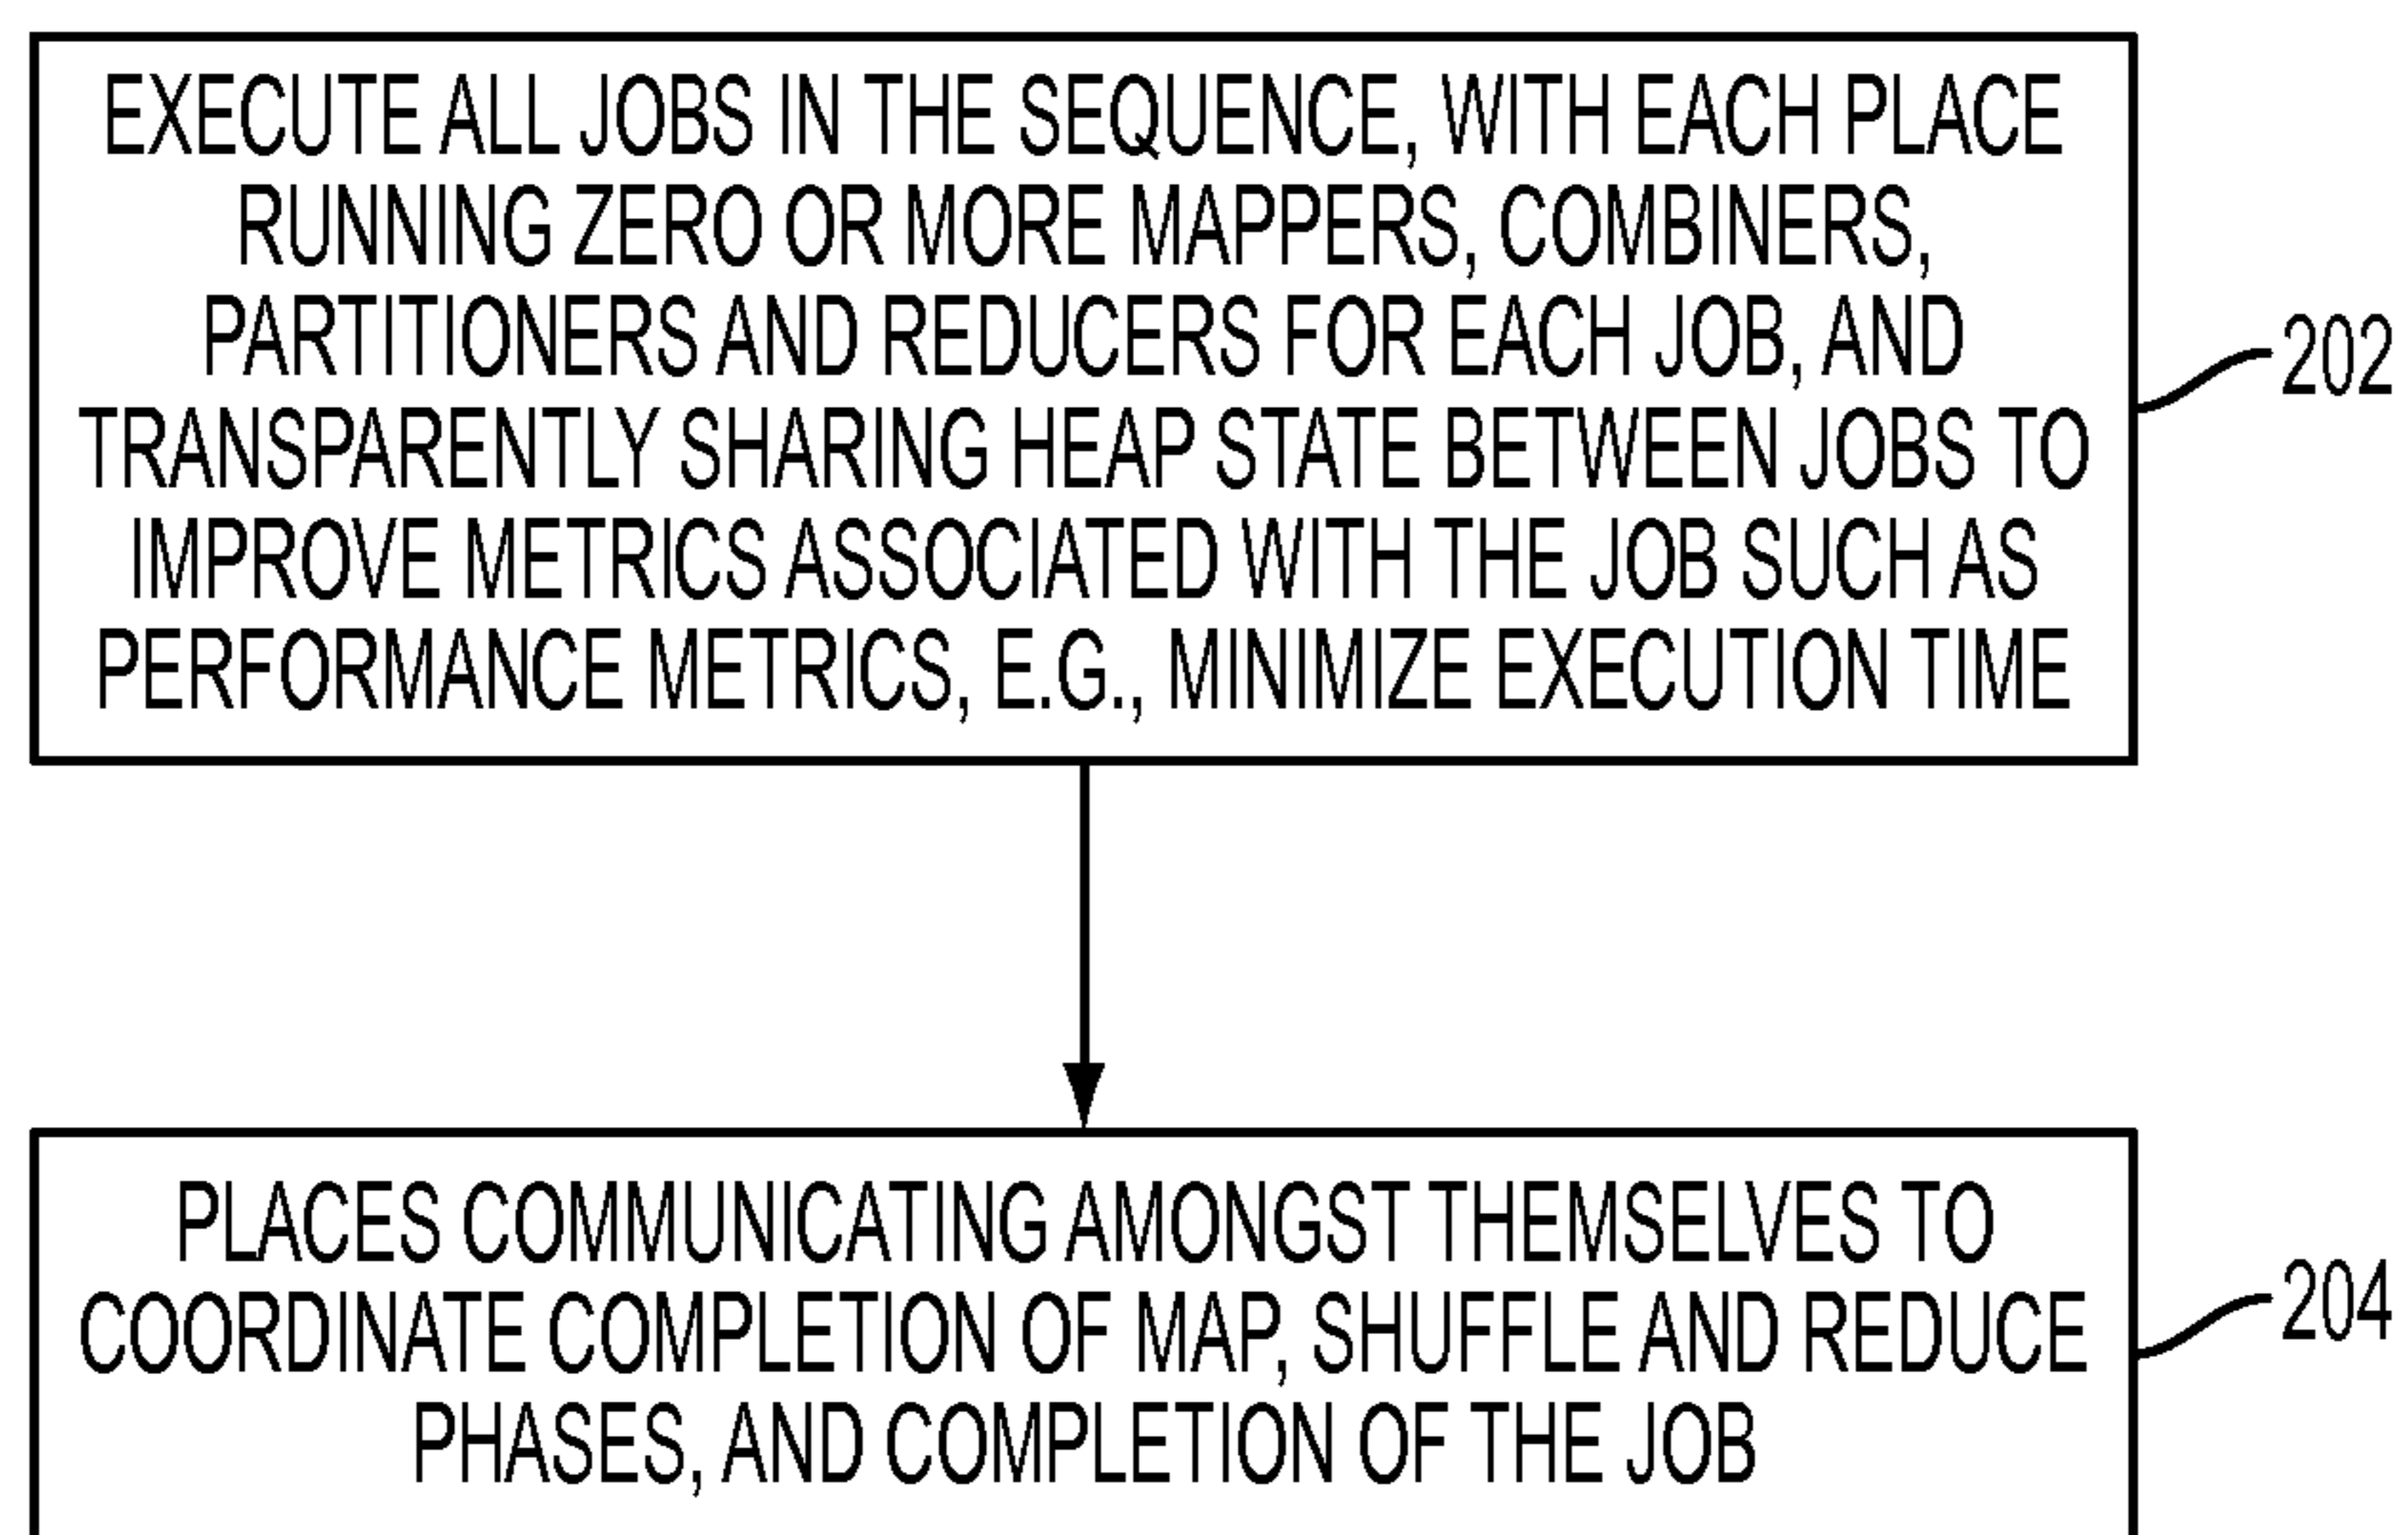 EXECUTE ALL JOBS IN THE SEQUENCE, WITH EACH PLACE
RUNNING ZERO OR MORE MAPPERS, COMBINERS,
PARTITIONERS AND REDUCERS FOR EACH JOB, AND
TRANSPARENTLY SHARING HEAP STATE BETWEEN JOBS TO
IMPROVE METRICS ASSOCIATED WITH THE JOB SUCH AS
PERFORMANCE METRICS, E.G., MINIMIZE EXECUTION TIME
202
PLACES COMMUNICATING AMONGST THEMSELVES TO
COORDINATE COMPLETION OF MAP, SHUFFLE AND REDUCE
PHASES, AND COMPLETION OF THE JOB
204